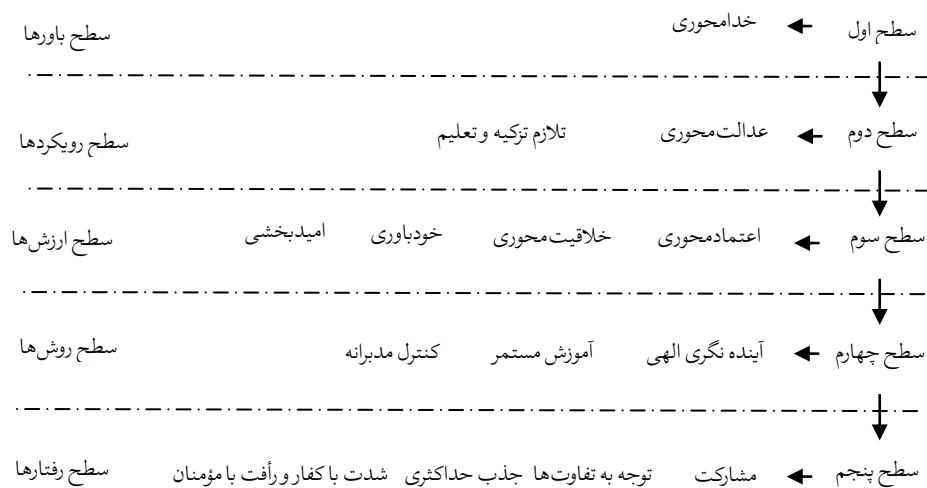 سطح اول خدامحوری سطح باورها
سطح دوم عدالت‌محوری تلازم تزکیه و تعلیم سطح رویکردها
سطح سوم اعتمادمحوری خلاقیت‌محوری خودباوری امیدبخشی سطح ارزش‌ها
سطح چهارم آینده نگری الهی آموزش مستمر کنترل مدبرانه سطح روش‌ها
سطح پنجم مشارکت توجه به تفاوت‌ها جذب حداکثری شدت با کفار و رأفت با مؤمنان سطح رفتارها